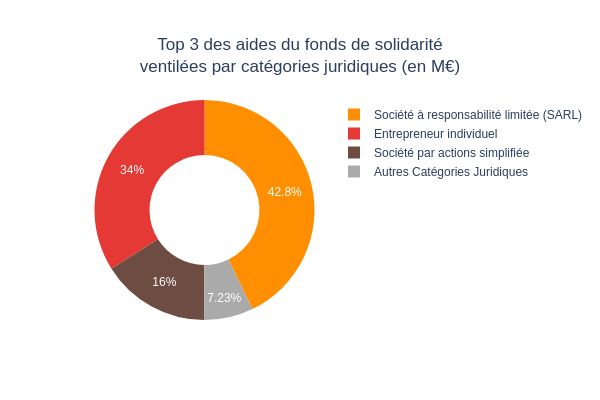 Top 3 des aides du fonds de solidarité
ventilées par catégories juridiques (en M€)
Société à responsabilité limitée (SARL)
Entrepreneur individuel
Société par actions simplifiée
Autres Catégories Juridiques
34%
42.8%
16%
7.23%